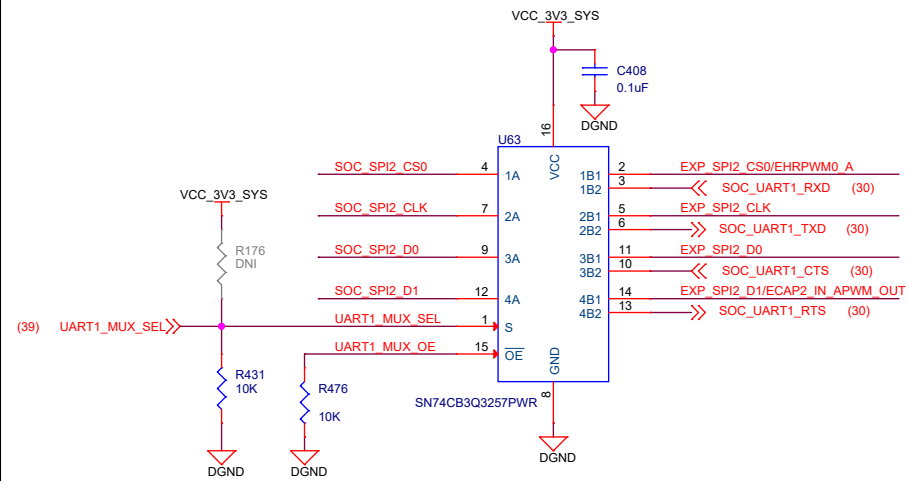 VCC_3V3_SYS
C408
0.1uF
DGND
16
U63
VCC
SOC_SPI2_CS0 4 1A 1B1 2 EXP_SPI2_CS0/EHRPWM0_A
1B2 3 SOC_UART1_RXD (30)
VCC_3V3_SYS
SOC_SPI2_CLK 7 2A 2B1 5 EXP_SPI2_CLK
2B2 6 SOC_UART1_TXD (30)
R176
DNI
SOC_SPI2_D0 9 3A 3B1 11 EXP_SPI2_D0
3B2 10 SOC_UART1_CTS (30)
SOC_SPI2_D1 12 4A 4B1 14 EXP_SPI2_D1/ECAP2_IN_APWM_OUT
4B2 13 SOC_UART1_RTS (30)
(39) UART1_MUX_SEL UART1_MUX_SEL 1 S
UART1_MUX_OE 15 OE
GND
R431
10K
R476
10K
SN74CB3Q3257PWR
8
DGND
DGND
DGND